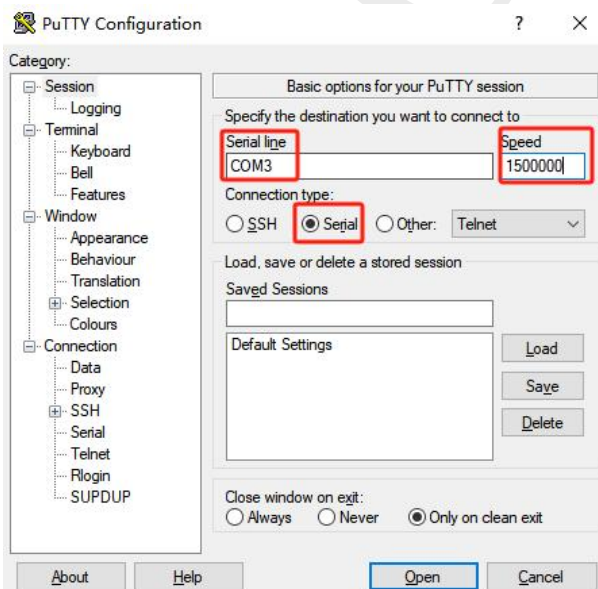 PuTTY Configuration
?
Category:
Session
Logging
Terminal
Keyboard
Bell
Features
Window
Appearance
Behaviour
Translation
Selection
Colours
Connection
Data
Proxy
SSH
Serial
Telnet
Rlogin
SUPDUP
Basic options for your PuTTY session
Specify the destination you want to connect to
Serial line Speed
COM3 1500000
Connection type:
SSH Serial Other: Telnet
Load, save or delete a stored session
Saved Sessions
Default Settings
Load
Save
Delete
Close window on exit:
Always Never Only on clean exit
About Help Open Cancel